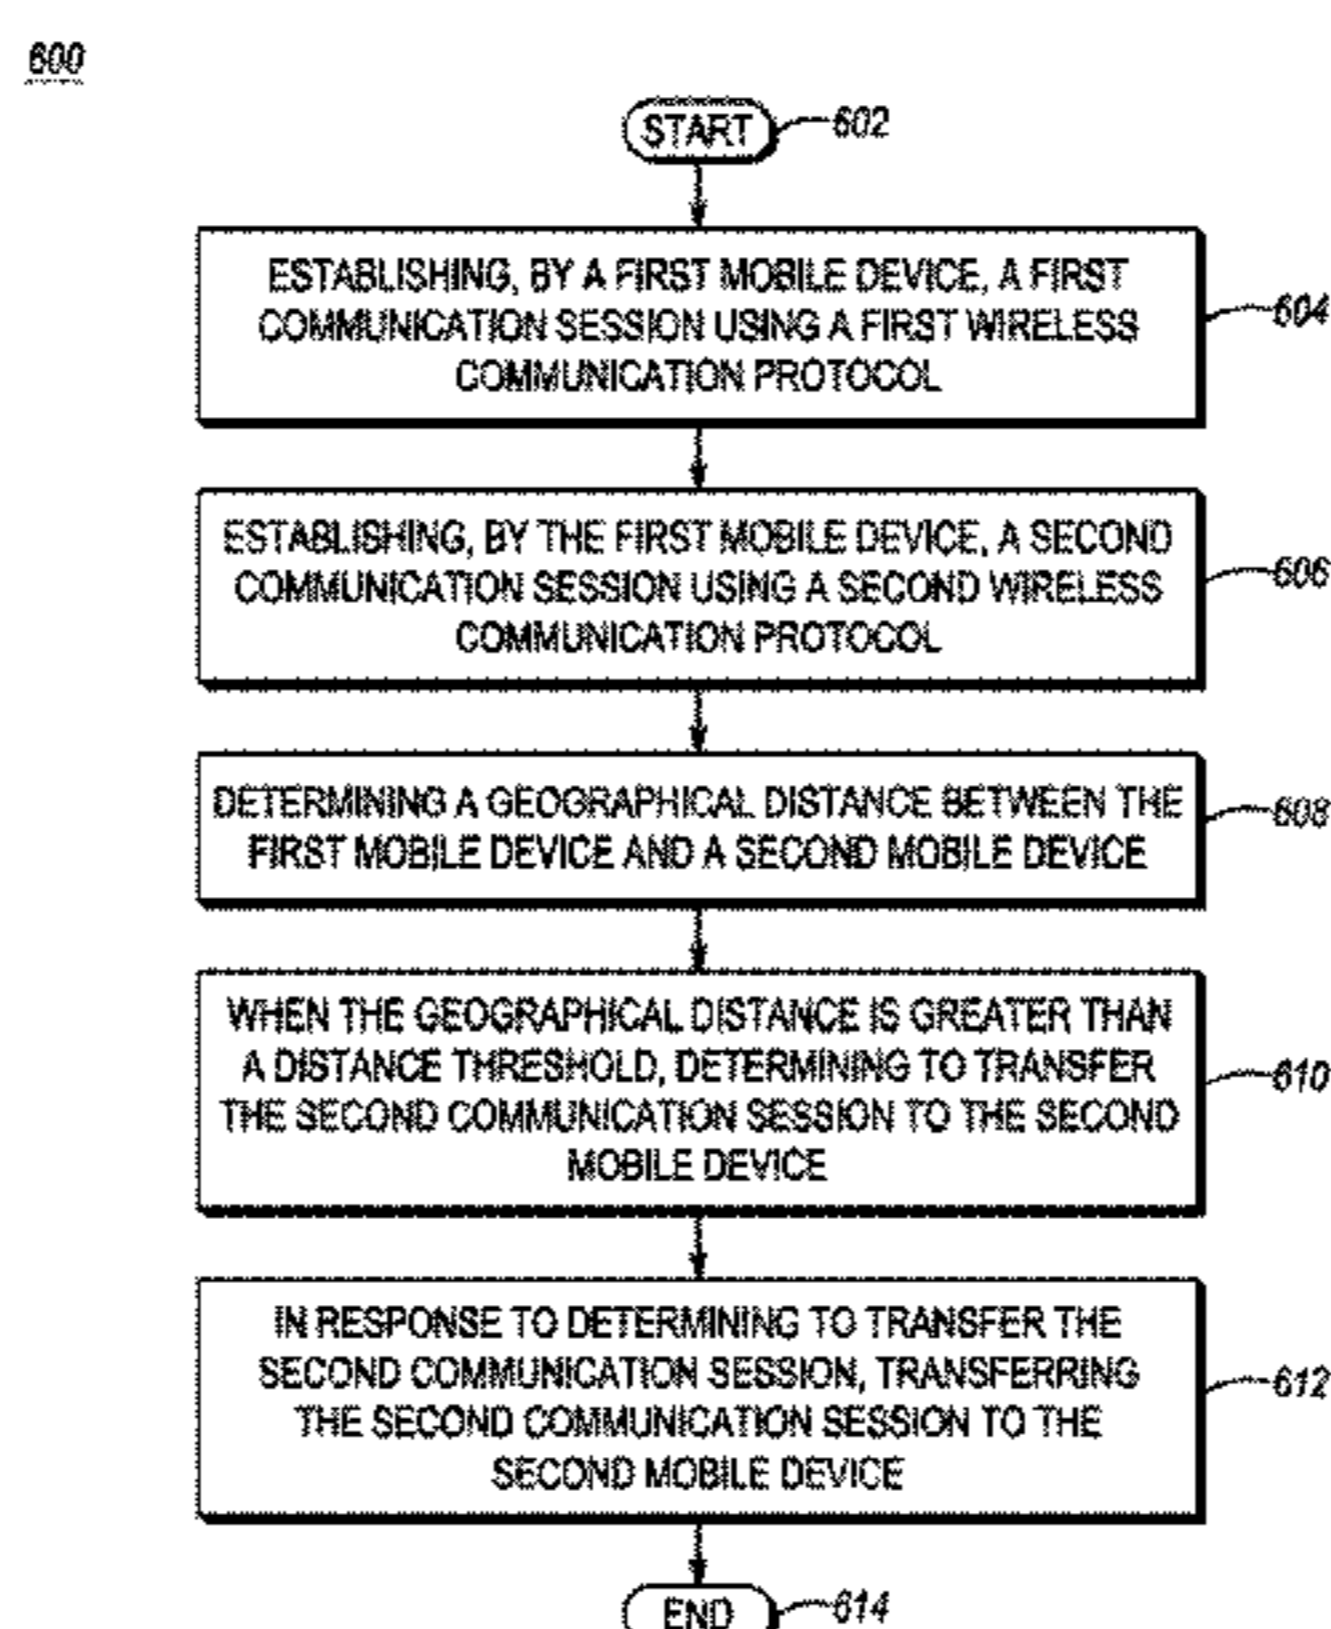 600
START
602
ESTABLISHING, BY A FIRST MOBILE DEVICE, A FIRST
COMMUNICATION SESSION USING A FIRST WIRELESS
COMMUNICATION PROTOCOL
604
ESTABLISHING, BY THE FIRST MOBILE DEVICE, A SECOND
COMMUNICATION SESSION USING A SECOND WIRELESS
COMMUNICATION PROTOCOL
606
DETERMINING A GEOGRAPHICAL DISTANCE BETWEEN THE
FIRST MOBILE DEVICE AND A SECOND MOBILE DEVICE
608
WHEN THE GEOGRAPHICAL DISTANCE IS GREATER THAN
A DISTANCE THRESHOLD, DETERMINING TO TRANSFER
THE SECOND COMMUNICATION SESSION TO THE SECOND
MOBILE DEVICE
610
IN RESPONSE TO DETERMINING TO TRANSFER THE
SECOND COMMUNICATION SESSION, TRANSFERRING
THE SECOND COMMUNICATION SESSION TO THE
SECOND MOBILE DEVICE
612
END
614